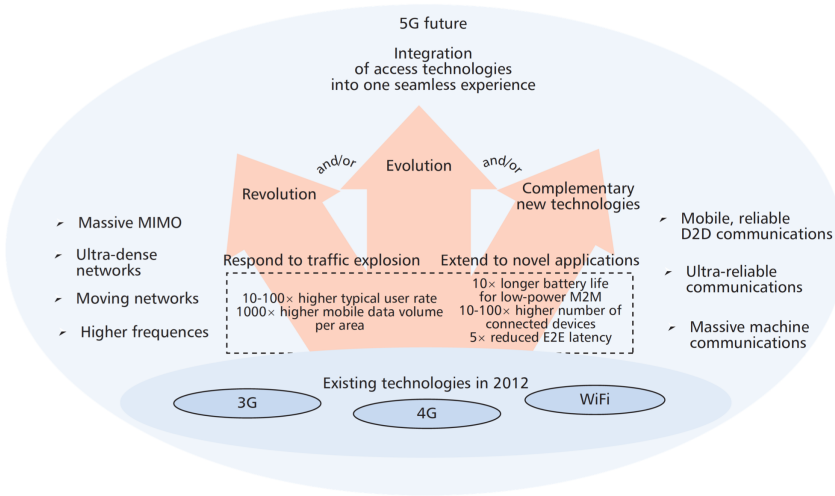 5G future
Integration
of access technologies
into one seamless experience
and/or
Evolution
and/or
Revolution
Complementary
new technologies
Massive MIMO
Ultra-dense
networks
Moving networks
Higher frequences
Mobile, reliable
D2D communications
Ultra-reliable
communications
Massive machine
communications
Respond to traffic explosion
Extend to novel applications
10-100× higher typical user rate
1000× higher mobile data volume
per area
10× longer battery life
for low-power M2M
10-100× higher number of
connected devices
5× reduced E2E latency
Existing technologies in 2012
3G
4G
WiFi